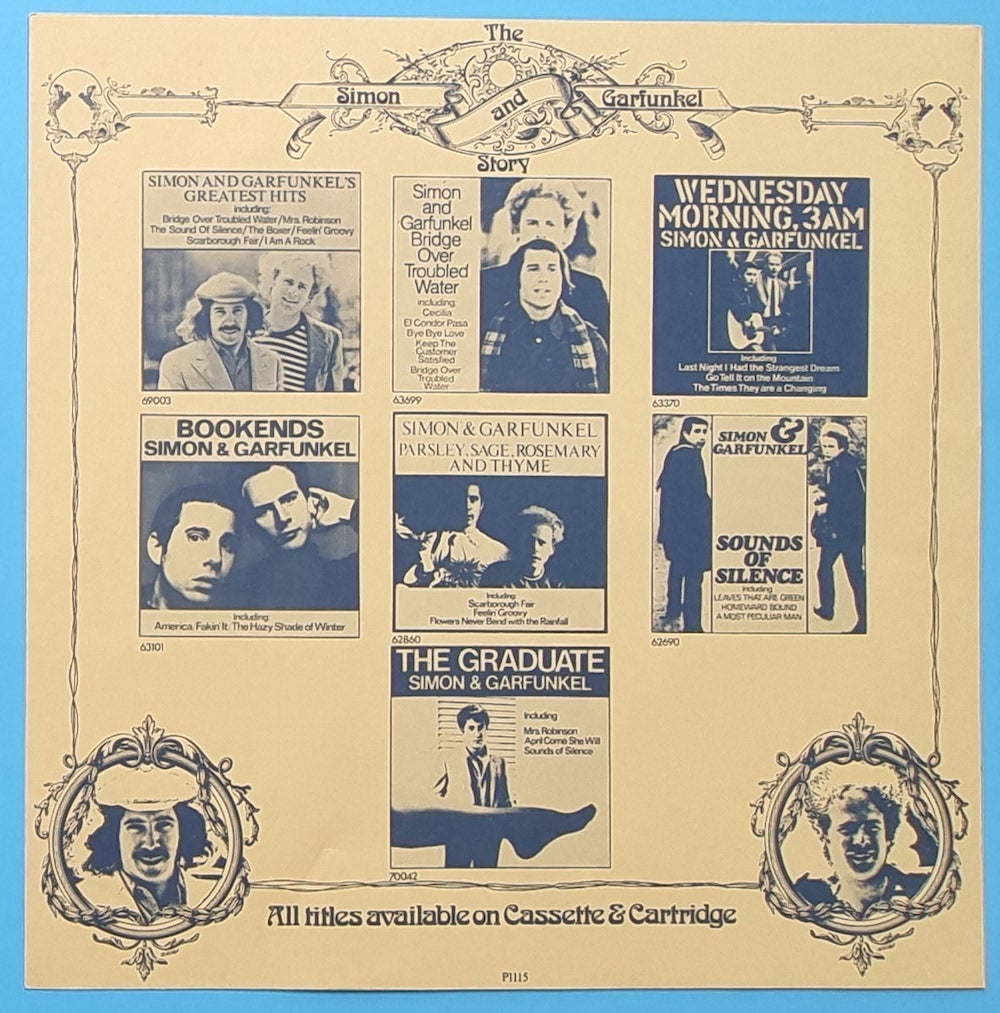 The
Simon and Garfunkel
Story
SIMON AND GARFUNKEL'S
GREATEST HITS
including:
Bridge Over Troubled Water/Mrs. Robinson
The Sound Of Silence/The Boxer/Feelin' Groovy
Scarborough Fair/I Am A Rock
69003
Simon
and
Garfunkel
Bridge
Over
Troubled
Water
including:
Cecilia
El Condor Pasa
Bye Bye Love
Keep The
Customer
Satisfied
Bridge Over
Troubled
Water
63699
WEDNESDAY
MORNING, 3AM
SIMON & GARFUNKEL
Including
Last Night I Had the Strangest Dream
Go Tell It on the Mountain
The Times They are a Changing
63370
BOOKENDS
SIMON & GARFUNKEL
Including:
America. Fakin' It. The Hazy Shade of Winter
63101
SIMON & GARFUNKEL
PARSLEY, SAGE, ROSEMARY
AND THYME
Including:
Scarborough Fair
Feelin' Groovy
Flowers Never Bend with the Rainfall
62860
SIMON &
GARFUNKEL
SOUNDS
OF
SILENCE
Including
LEAVES THAT ARE GREEN
HOMEWARD BOUND
A MOST PECULIAR MAN
62690
THE GRADUATE
SIMON & GARFUNKEL
Including
Mrs. Robinson
April Come She Will
Sounds of Silence
70042
All titles available on Cassette & Cartridge
P1115